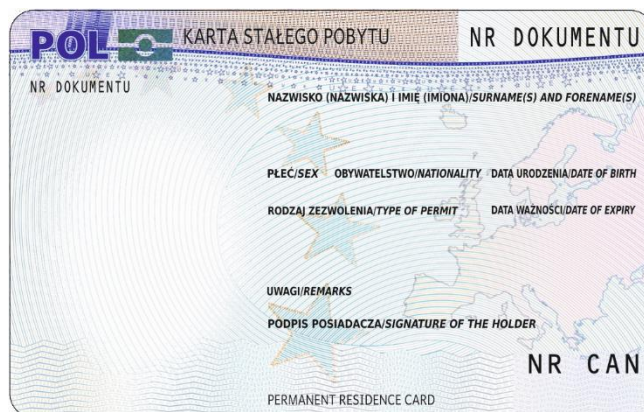 POL KARTA STAŁEGO POBYTU NR DOKUMENTU
NR DOKUMENTU
NAZWISKO (NAZWISKA) I IMIĘ (IMIONA)/SURNAME(S) AND FORENAME(S)
PŁEĆ/SEX OBYWATELSTWO/NATIONALITY DATA URODZENIA/DATE OF BIRTH
RODZAJ ZEZWOLENIA/TYPE OF PERMIT DATA WAŻNOŚCI/DATE OF EXPIRY
UWAGI/REMARKS
PODPIS POSIADACZA/SIGNATURE OF THE HOLDER
NR CAN
PERMANENT RESIDENCE CARD